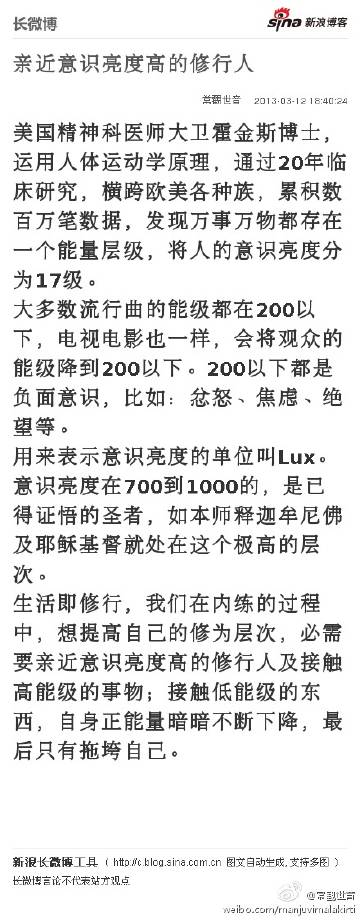 长微博
sina 新浪博客
亲近意识亮度高的修行人
常翾世音 2013-03-12 18:40:24
美国精神科医师大卫霍金斯博士，
运用人体运动学原理，通过20年临
床研究，横跨欧美各种族，累积数
百万笔数据，发现万事万物都存在
一个能量层级，将人的意识亮度分
为17级。
大多数流行曲的能级都在200以
下，电视电影也一样，会将观众的
能级降到200以下。200以下都是
负面意识，比如：忿怒、焦虑、绝
望等。
用来表示意识亮度的单位叫Lux。
意识亮度在700到1000的，是已
得证悟的圣者，如本师释迦牟尼佛
及耶稣基督就处在这个极高的层
次。
生活即修行，我们在内练的过程
中，想提高自己的修为层次，必需
要亲近意识亮度高的修行人及接触
高能级的事物；接触低能级的东
西，自身正能量暗暗不断下降，最
后只有拖垮自己。
新浪长微博工具（ http://c.blog.sina.com.cn 图文自动生成,支持多图 ）
长微博言论不代表站方观点
@常翾世音
weibo.com/manjuvimalakirti